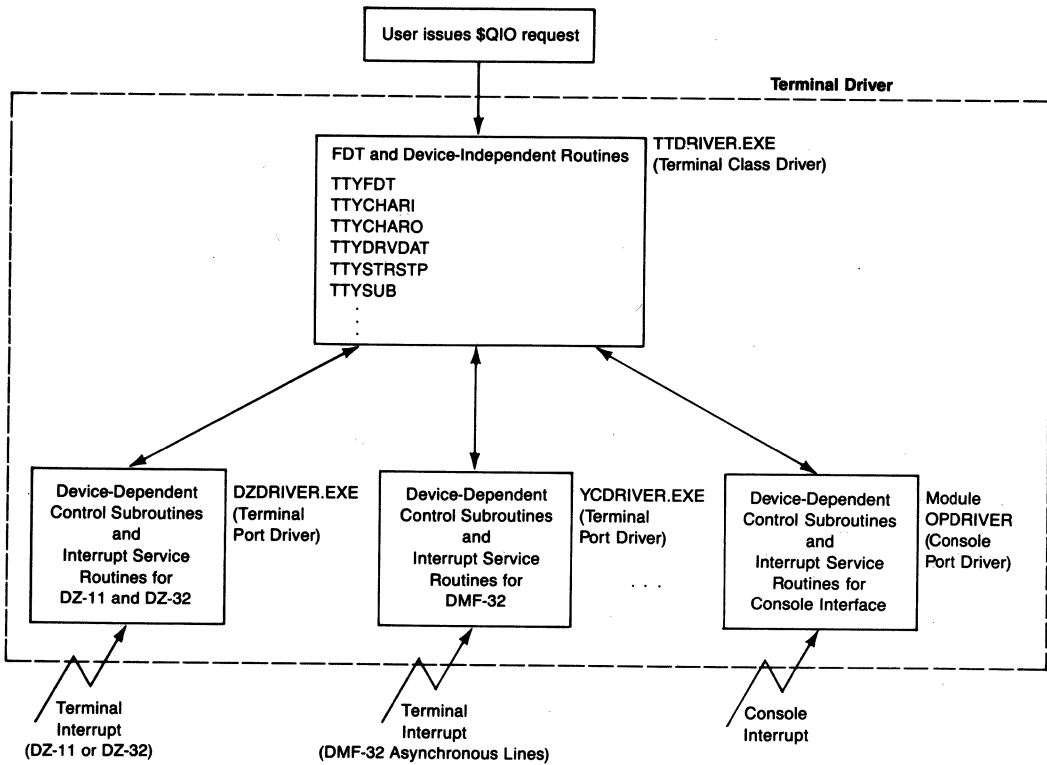 User issues $QIO request
Terminal Driver
FDT and Device-Independent Routines
TTYFDT
TTYCHARI
TTYCHARO
TTYDRVDAT
TTYSTRSTP
TTYSUB
.
.
.
TTDRIVER.EXE
(Terminal Class Driver)
Device-Dependent
Control Subroutines
and
Interrupt Service
Routines for
DZ-11 and DZ-32
DZDRIVER.EXE
(Terminal
Port Driver)
Device-Dependent
Control Subroutines
and
Interrupt Service
Routines for
DMF-32
YCDRIVER.EXE
(Terminal
Port Driver)
. . .
Device-Dependent
Control Subroutines
and
Interrupt Service
Routines for
Console Interface
Module
OPDRIVER
(Console
Port Driver)
Terminal
Interrupt
(DZ-11 or DZ-32)
Terminal
Interrupt
(DMF-32 Asynchronous Lines)
Console
Interrupt